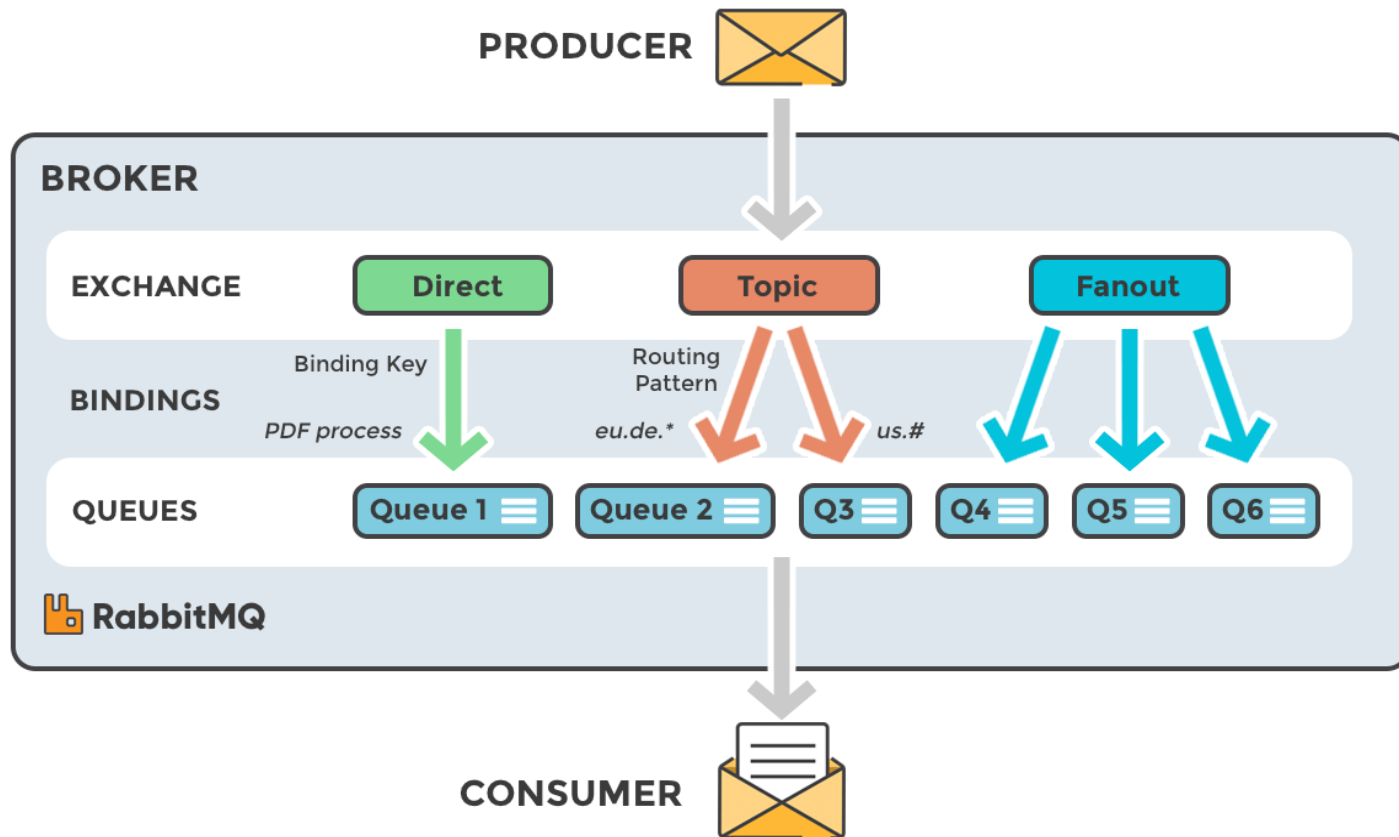 PRODUCER
BROKER
EXCHANGE
Direct
Topic
Fanout
Binding Key
Routing
Pattern
BINDINGS
PDF process
eu.de.*
us.#
QUEUES
Queue 1
Queue 2
Q3
Q4
Q5
Q6
RabbitMQ
CONSUMER